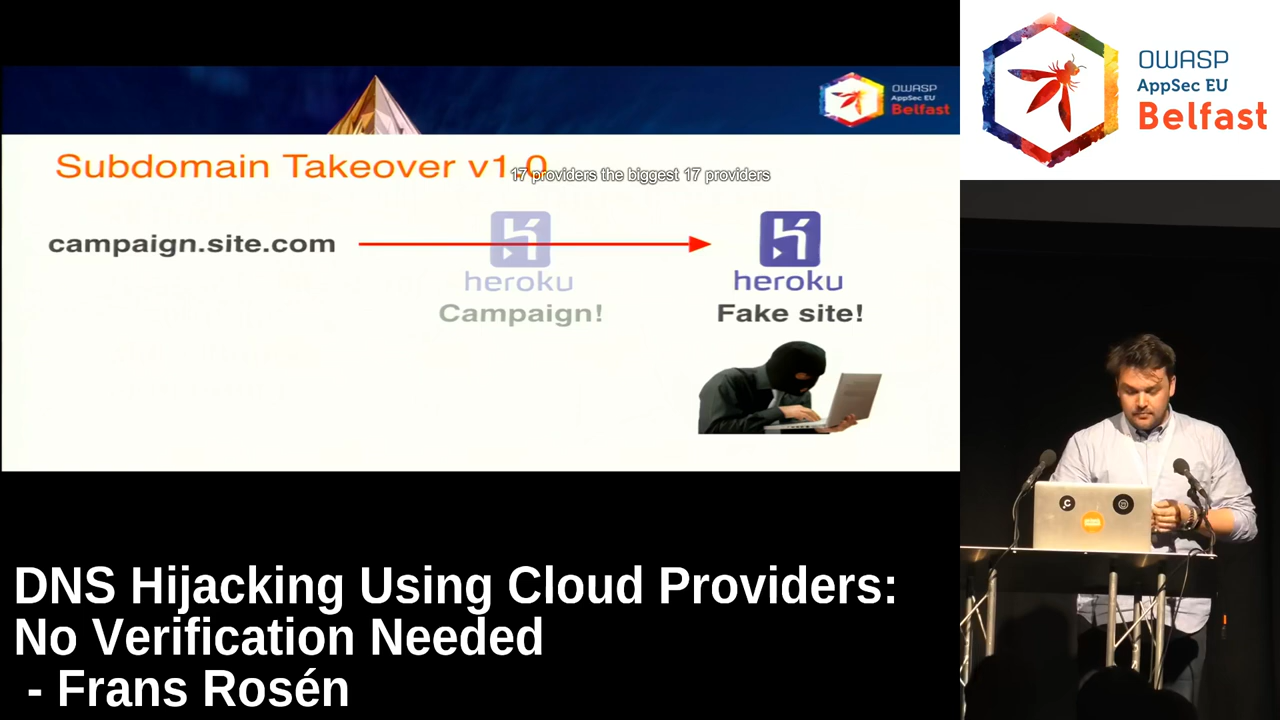 OWASP
AppSec EU
Belfast
OWASP
AppSec EU
Belfast
Subdomain Takeover v1.0
17 providers the biggest 17 providers
campaign.site.com
heroku
Campaign!
heroku
Fake site!
DNS Hijacking Using Cloud Providers:
No Verification Needed
- Frans Rosén